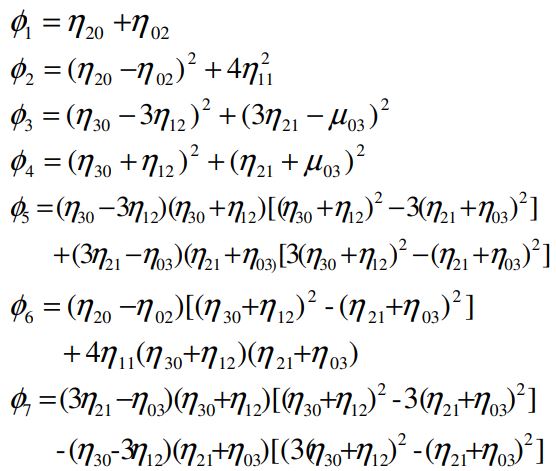 ϕ₁ = η₂₀ + η₀₂
ϕ₂ = (η₂₀ − η₀₂)² + 4η₁₁²
ϕ₃ = (η₃₀ − 3η₁₂)² + (3η₂₁ − μ₀₃)²
ϕ₄ = (η₃₀ + η₁₂)² + (η₂₁ + μ₀₃)²
ϕ₅ = (η₃₀ − 3η₁₂)(η₃₀ + η₁₂)[(η₃₀ + η₁₂)² − 3(η₂₁ + η₀₃)²]
+ (3η₂₁ − η₀₃)(η₂₁ + η₀₃)[3(η₃₀ + η₁₂)² − (η₂₁ + η₀₃)²]
ϕ₆ = (η₂₀ − η₀₂)[(η₃₀ + η₁₂)² - (η₂₁ + η₀₃)²]
+ 4η₁₁(η₃₀ + η₁₂)(η₂₁ + η₀₃)
ϕ₇ = (3η₂₁ − η₀₃)(η₃₀ + η₁₂)[(η₃₀ + η₁₂)² - 3(η₂₁ + η₀₃)²]
- (η₃₀ - 3η₁₂)(η₂₁ + η₀₃)[(3(η₃₀ + η₁₂)² - (η₂₁ + η₀₃)²]